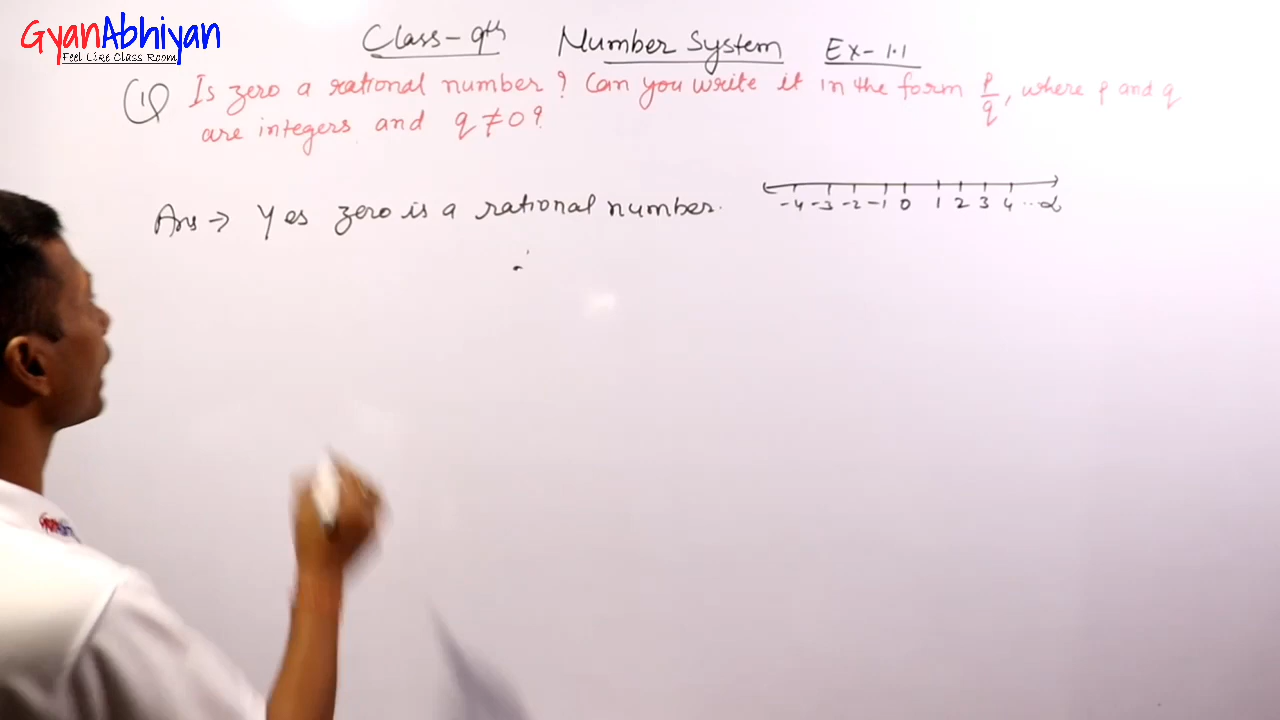 GyanAbhiyan
Feel Like Class Room
Class-9th Number System Ex-1.1
(1) Is zero a rational number? Can you write it in the form p/q, where p and q
are integers and q ≠ 0?
Ans → Yes zero is a rational number.
-4 -3 -2 -1 0 1 2 3 4 ...α